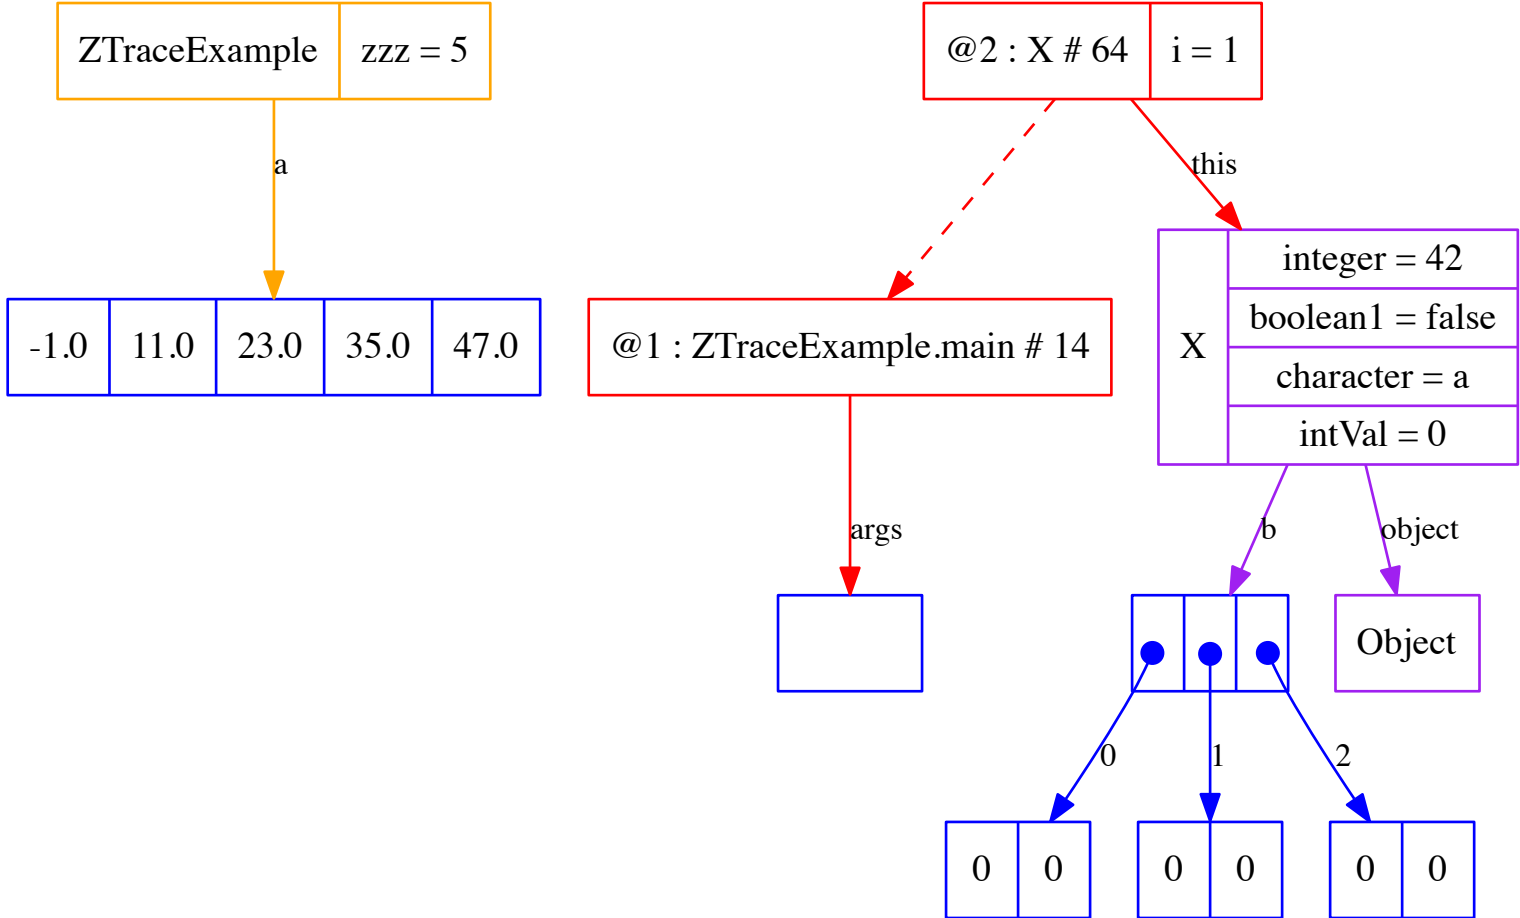 ZTraceExample zzz = 5
@2 : X # 64 i = 1
a
this
-1.0 11.0 23.0 35.0 47.0
@1 : ZTraceExample.main # 14
X
integer = 42
boolean1 = false
character = a
intVal = 0
args
b
object
Object
0
1
2
0 0
0 0
0 0